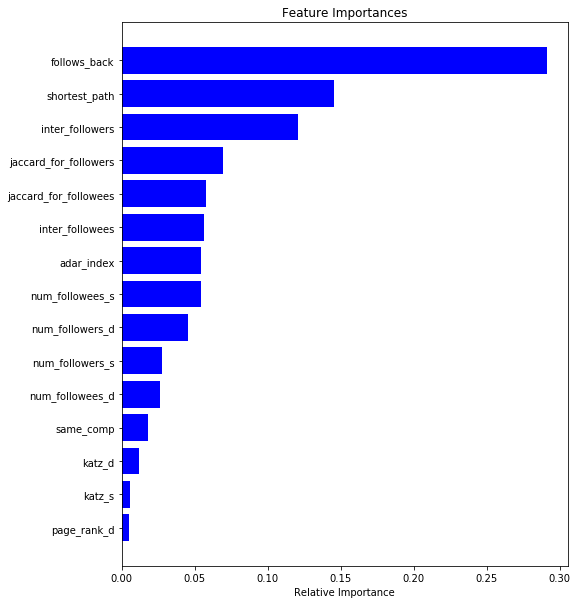 Feature Importances
follows_back
shortest_path
inter_followers
jaccard_for_followers
jaccard_for_followees
inter_followees
adar_index
num_followees_s
num_followers_d
num_followers_s
num_followees_d
same_comp
katz_d
katz_s
page_rank_d
0.00 0.05 0.10 0.15 0.20 0.25 0.30
Relative Importance